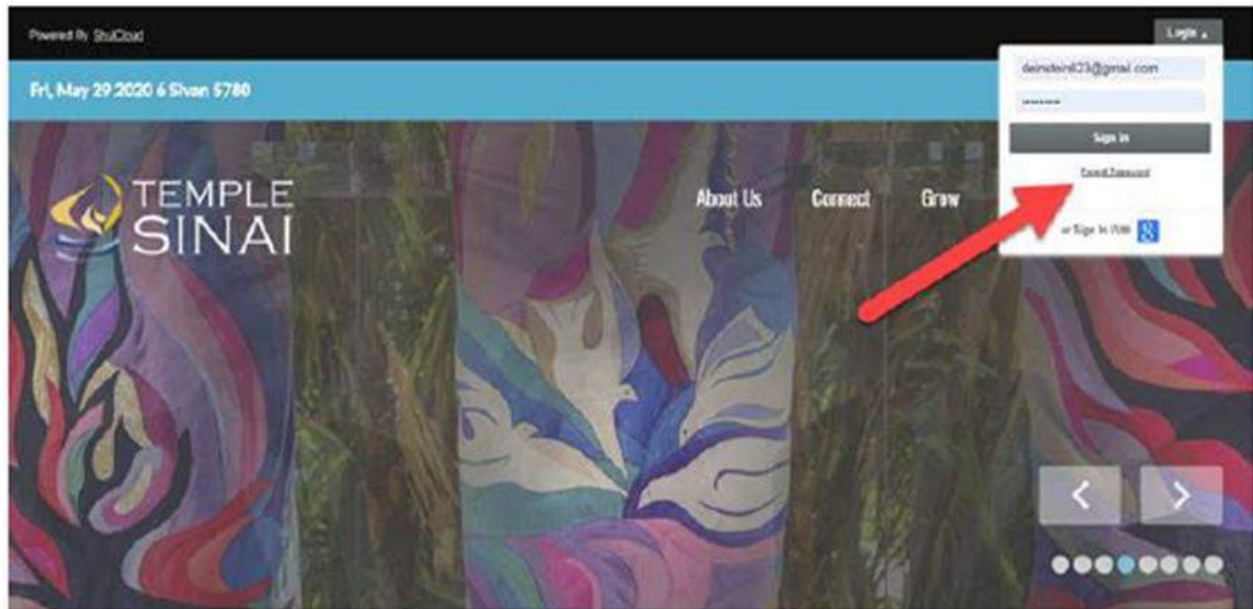 Powered By ShulCloud
Login
Fri, May 29 2020 6 Sivan 5780
Sign in
Forgot Password
or Sign In With g
TEMPLE
SINAI
About Us Connect Grow